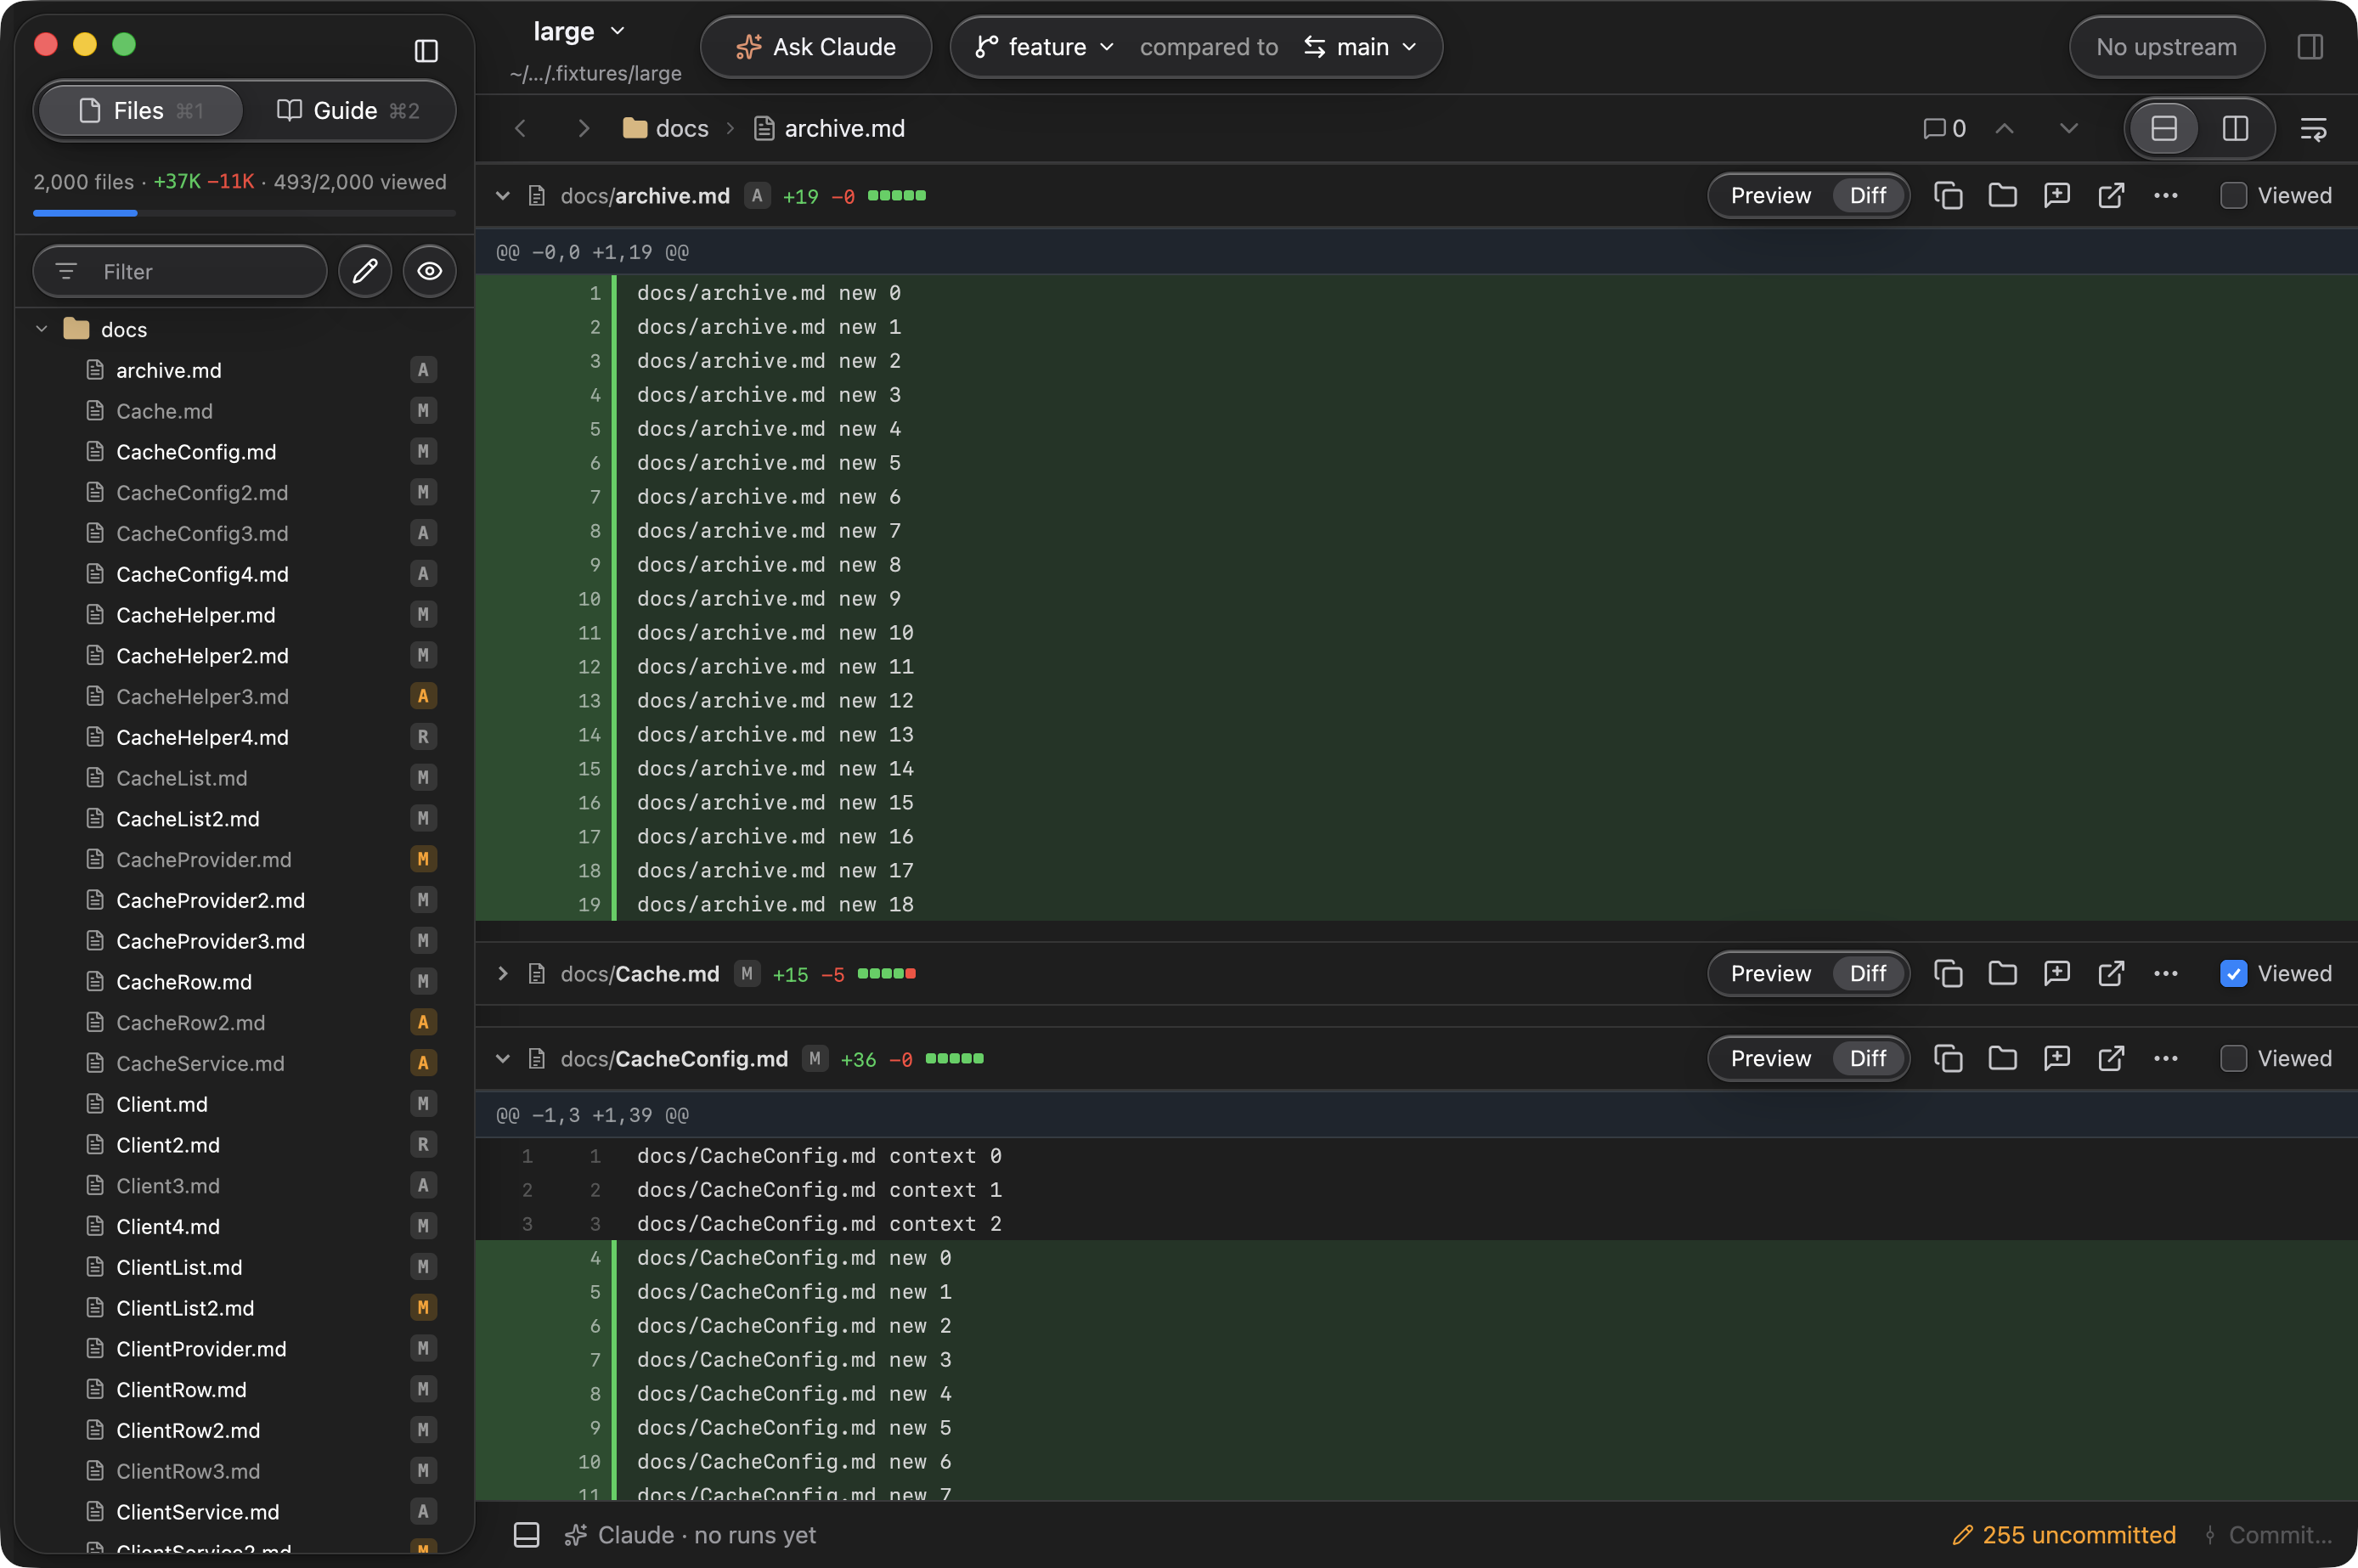 large
~/.../.fixtures/large
Ask Claude
feature compared to main
No upstream
Files ⌘1 Guide ⌘2
2,000 files · +37K −11K · 493/2,000 viewed
Filter
docs
archive.md A
Cache.md M
CacheConfig.md M
CacheConfig2.md M
CacheConfig3.md A
CacheConfig4.md A
CacheHelper.md M
CacheHelper2.md M
CacheHelper3.md A
CacheHelper4.md R
CacheList.md M
CacheList2.md M
CacheProvider.md M
CacheProvider2.md M
CacheProvider3.md M
CacheRow.md M
CacheRow2.md A
CacheService.md A
Client.md M
Client2.md R
Client3.md A
Client4.md M
ClientList.md M
ClientList2.md M
ClientProvider.md M
ClientRow.md M
ClientRow2.md M
ClientRow3.md M
ClientService.md A
ClientService2.md M
docs archive.md
0
docs/archive.md A +19 −0 Preview Diff Viewed
@@ −0,0 +1,19 @@
1 docs/archive.md new 0
2 docs/archive.md new 1
3 docs/archive.md new 2
4 docs/archive.md new 3
5 docs/archive.md new 4
6 docs/archive.md new 5
7 docs/archive.md new 6
8 docs/archive.md new 7
9 docs/archive.md new 8
10 docs/archive.md new 9
11 docs/archive.md new 10
12 docs/archive.md new 11
13 docs/archive.md new 12
14 docs/archive.md new 13
15 docs/archive.md new 14
16 docs/archive.md new 15
17 docs/archive.md new 16
18 docs/archive.md new 17
19 docs/archive.md new 18
docs/Cache.md M +15 −5 Preview Diff Viewed
docs/CacheConfig.md M +36 −0 Preview Diff Viewed
@@ −1,3 +1,39 @@
1 1 docs/CacheConfig.md context 0
2 2 docs/CacheConfig.md context 1
3 3 docs/CacheConfig.md context 2
4 docs/CacheConfig.md new 0
5 docs/CacheConfig.md new 1
6 docs/CacheConfig.md new 2
7 docs/CacheConfig.md new 3
8 docs/CacheConfig.md new 4
9 docs/CacheConfig.md new 5
10 docs/CacheConfig.md new 6
11 docs/CacheConfig.md new 7
Claude · no runs yet
255 uncommitted
Commit...